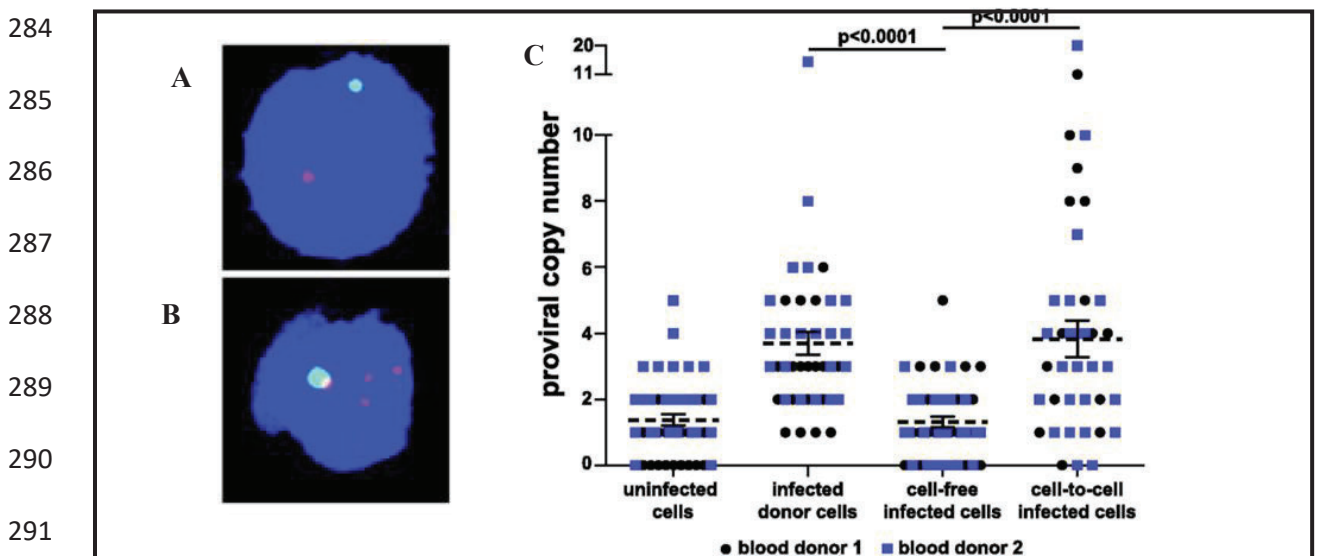 284
285
286
287
288
289
290
291
A
B
C
p<0.0001
p<0.0001
proviral copy number
20
11
10
8
6
4
2
0
uninfected cells
infected donor cells
cell-free infected cells
cell-to-cell infected cells
blood donor 1
blood donor 2